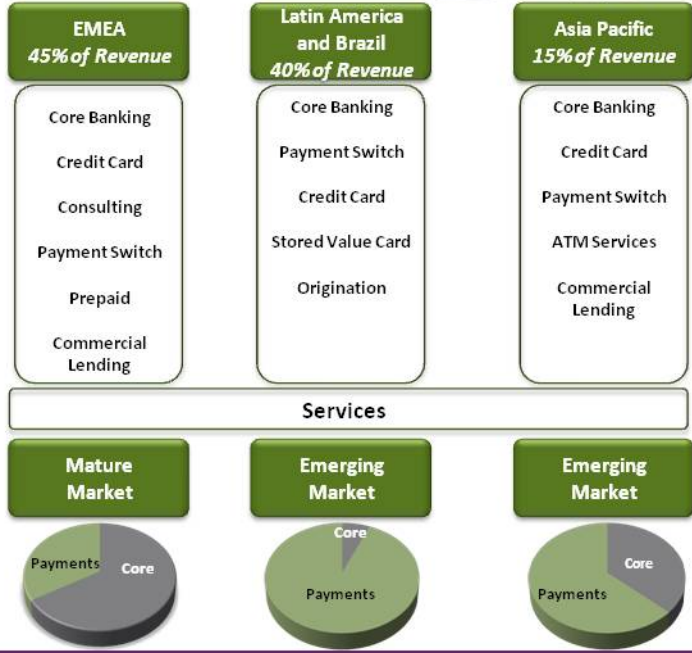 EMEA
45% of Revenue
Latin America
and Brazil
40% of Revenue
Asia Pacific
15% of Revenue
Core Banking
Credit Card
Consulting
Payment Switch
Prepaid
Commercial
Lending
Core Banking
Payment Switch
Credit Card
Stored Value Card
Origination
Core Banking
Credit Card
Payment Switch
ATM Services
Commercial
Lending
Services
Mature
Market
Emerging
Market
Emerging
Market
Payments
Core
Core
Payments
Core
Payments